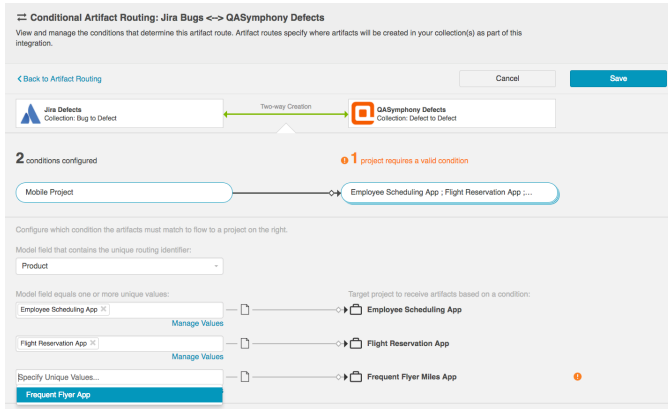 Conditional Artifact Routing: Jira Bugs <--> QASymphony Defects
View and manage the conditions that determine this artifact route. Artifact routes specify where artifacts will be created in your collection(s) as part of this
integration.
Back to Artifact Routing
Cancel
Save
Jira Defects
Collection: Bug to Defect
Two-way Creation
QASymphony Defects
Collection: Defect to Defect
2 conditions configured
1 project requires a valid condition
Mobile Project
Employee Scheduling App ; Flight Reservation App ;...
Configure which condition the artifacts must match to flow to a project on the right.
Model field that contains the unique routing identifier:
Product
Model field equals one or more unique values:
Target project to receive artifacts based on a condition:
Employee Scheduling App ×
Employee Scheduling App
Manage Values
Flight Reservation App ×
Flight Reservation App
Manage Values
Specify Unique Values...
Frequent Flyer Miles App
Frequent Flyer App